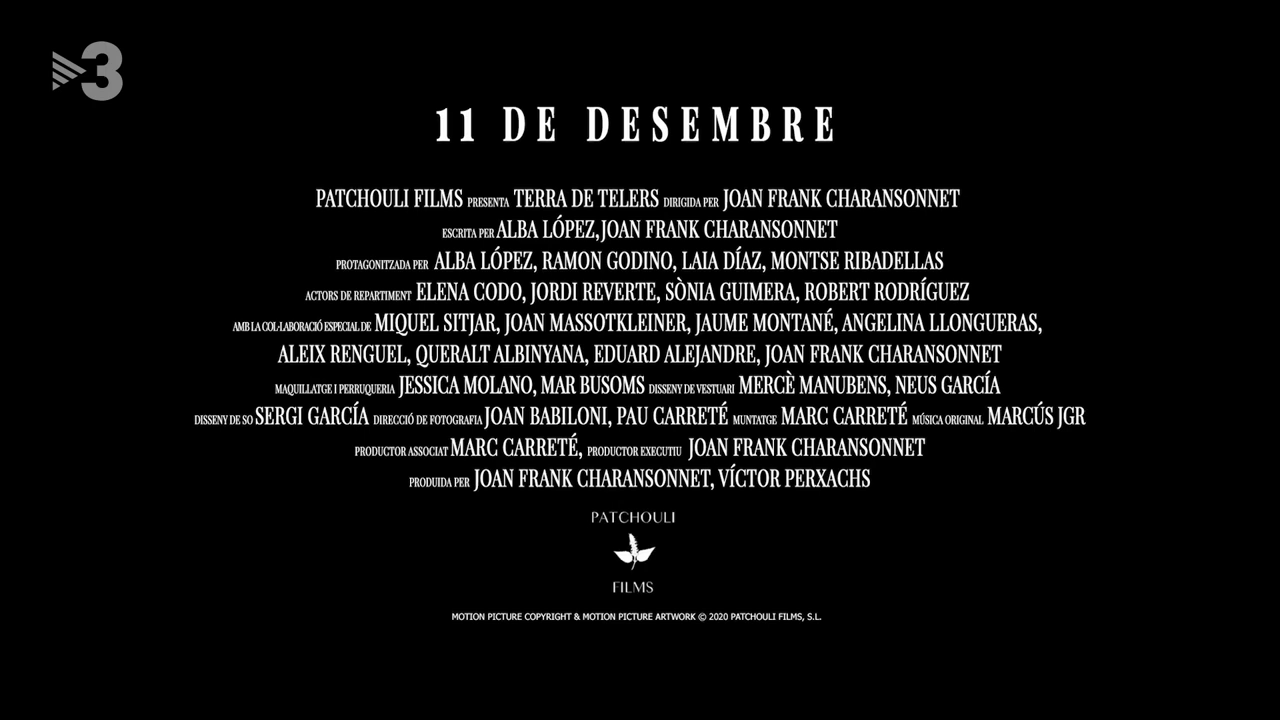 3
11 DE DESEMBRE
PATCHOULI FILMS PRESENTA TERRA DE TELERS DIRIGIDA PER JOAN FRANK CHARANSONNET
ESCRITA PER ALBA LÓPEZ, JOAN FRANK CHARANSONNET
PROTAGONITZADA PER ALBA LÓPEZ, RAMON GODINO, LAIA DÍAZ, MONTSE RIBADELLAS
ACTORS DE REPARTIMENT ELENA CODO, JORDI REVERTE, SÒNIA GUIMERA, ROBERT RODRÍGUEZ
AMB LA COL·LABORACIÓ ESPECIAL DE MIQUEL SITJAR, JOAN MASSOTKLEINER, JAUME MONTANÉ, ANGELINA LLONGUERAS,
ALEIX RENGUEL, QUERALT ALBINYANA, EDUARD ALEJANDRE, JOAN FRANK CHARANSONNET
MAQUILLATGE I PERRUQUERIA JESSICA MOLANO, MAR BUSOMS DISSENY DE VESTUARI MERCÈ MANUBENS, NEUS GARCÍA
DISSENY DE SO SERGI GARCÍA DIRECCIÓ DE FOTOGRAFIA JOAN BABILONI, PAU CARRETÉ MUNTATGE MARC CARRETÉ MÚSICA ORIGINAL MARCÚS JGR
PRODUCTOR ASSOCIAT MARC CARRETÉ, PRODUCTOR EXECUTIU JOAN FRANK CHARANSONNET
PRODUIDA PER JOAN FRANK CHARANSONNET, VÍCTOR PERXACHS
PATCHOULI
FILMS
MOTION PICTURE COPYRIGHT & MOTION PICTURE ARTWORK © 2020 PATCHOULI FILMS, S.L.